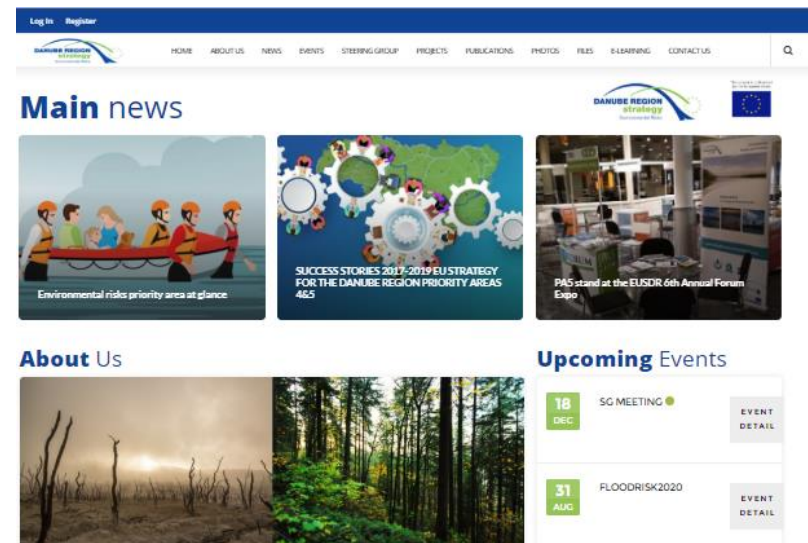 Log In Register
DANUBE REGION
strategy
HOME ABOUT US NEWS EVENTS STEERING GROUP PROJECTS PUBLICATIONS PHOTOS FILES E-LEARNING CONTACT US
Main news
DANUBE REGION
strategy
Environmental Risks
Environmental risks priority area at glance
SUCCESS STORIES 2017-2019 EU STRATEGY
FOR THE DANUBE REGION PRIORITY AREAS
4&5
PA5 stand at the EUSDR 6th Annual Forum
Expo
About Us
Upcoming Events
18
DEC
SG MEETING
EVENT
DETAIL
31
AUG
FLOODRISK2020
EVENT
DETAIL